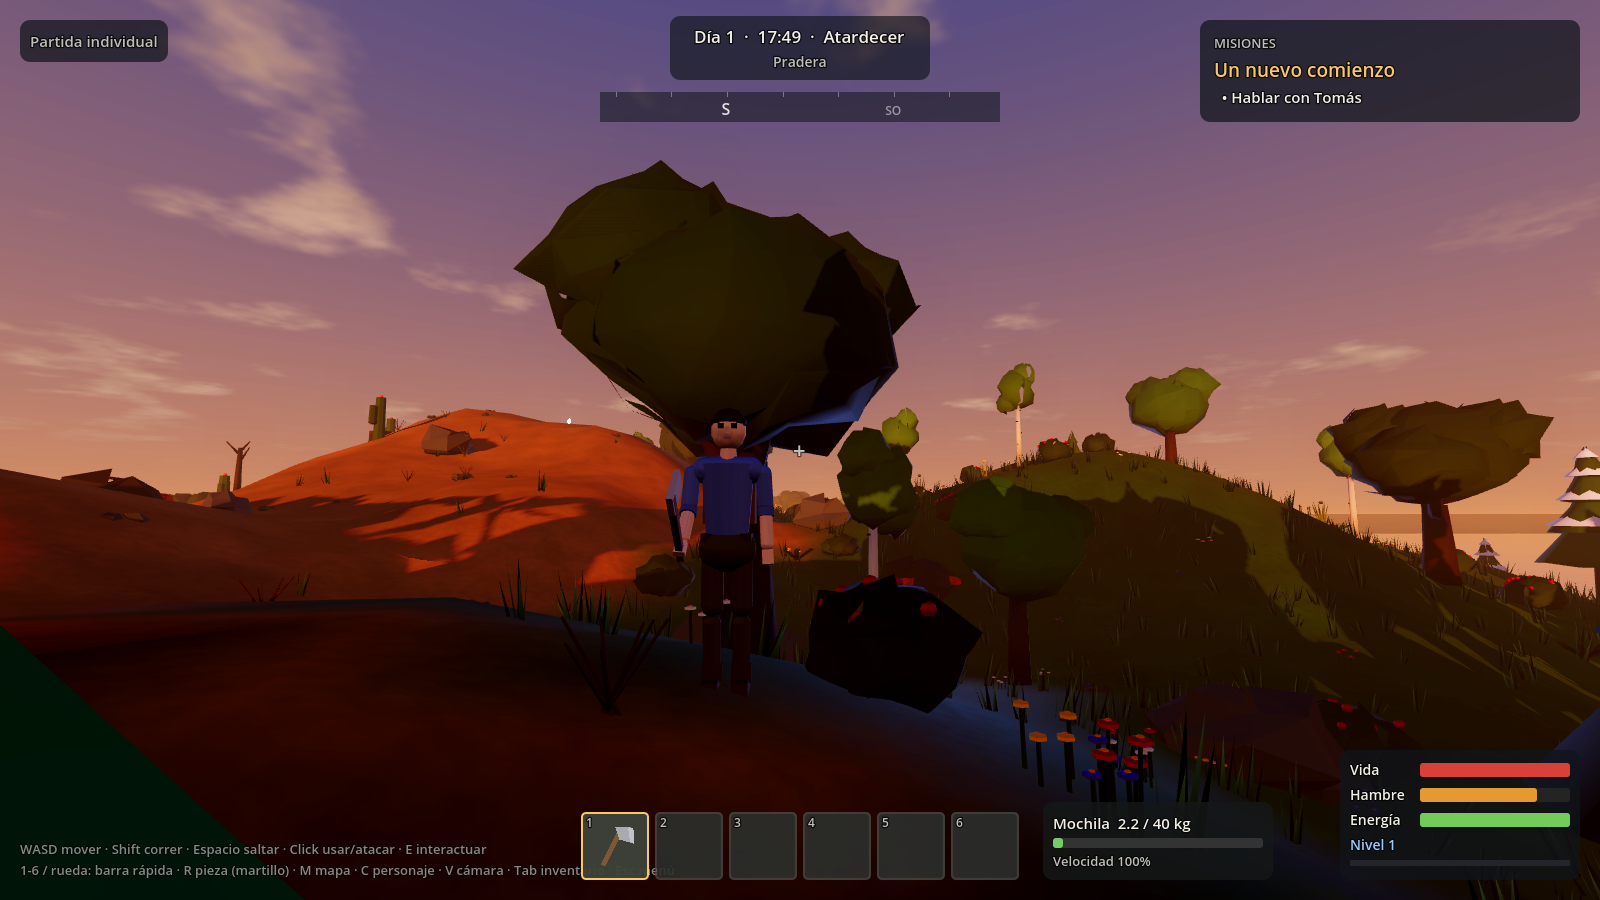 Partida individual
Día 1 · 17:49 · Atardecer
Pradera
S
SO
MISIONES
Un nuevo comienzo
• Hablar con Tomás
WASD mover · Shift correr · Espacio saltar · Click usar/atacar · E interactuar
1-6 / rueda: barra rápida · R pieza (martillo) · M mapa · C personaje · V cámara · Tab
1
2
3
4
5
6
Mochila 2.2 / 40 kg
Velocidad 100%
Vida
Hambre
Energía
Nivel 1